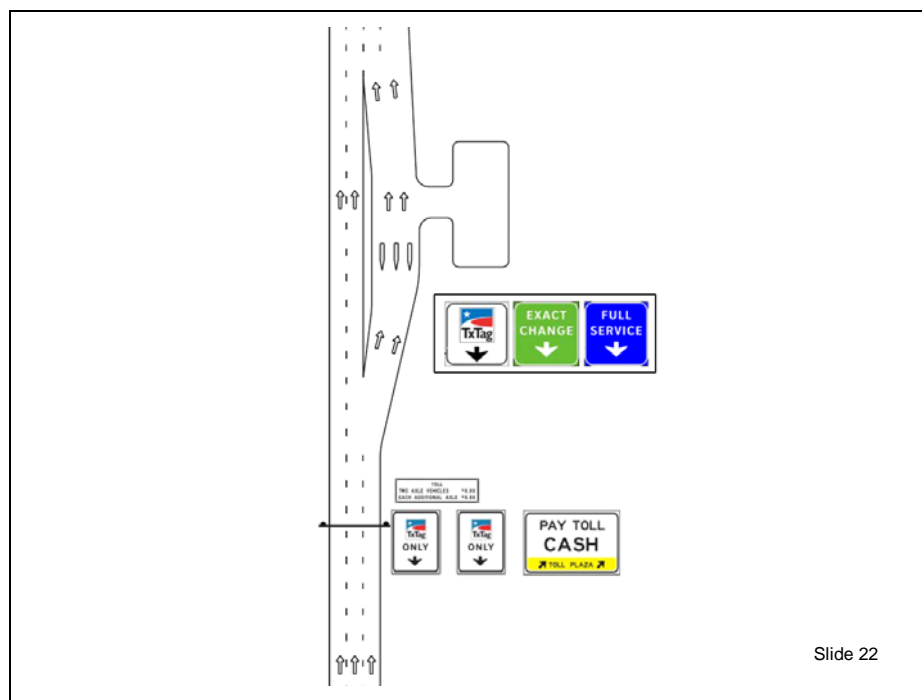 TxTag
EXACT
CHANGE
FULL
SERVICE
TOLL
TWO AXLE VEHICLES
EACH ADDITIONAL AXLE
TxTag
ONLY
TxTag
ONLY
PAY TOLL
CASH
TOLL PLAZA
Slide 22